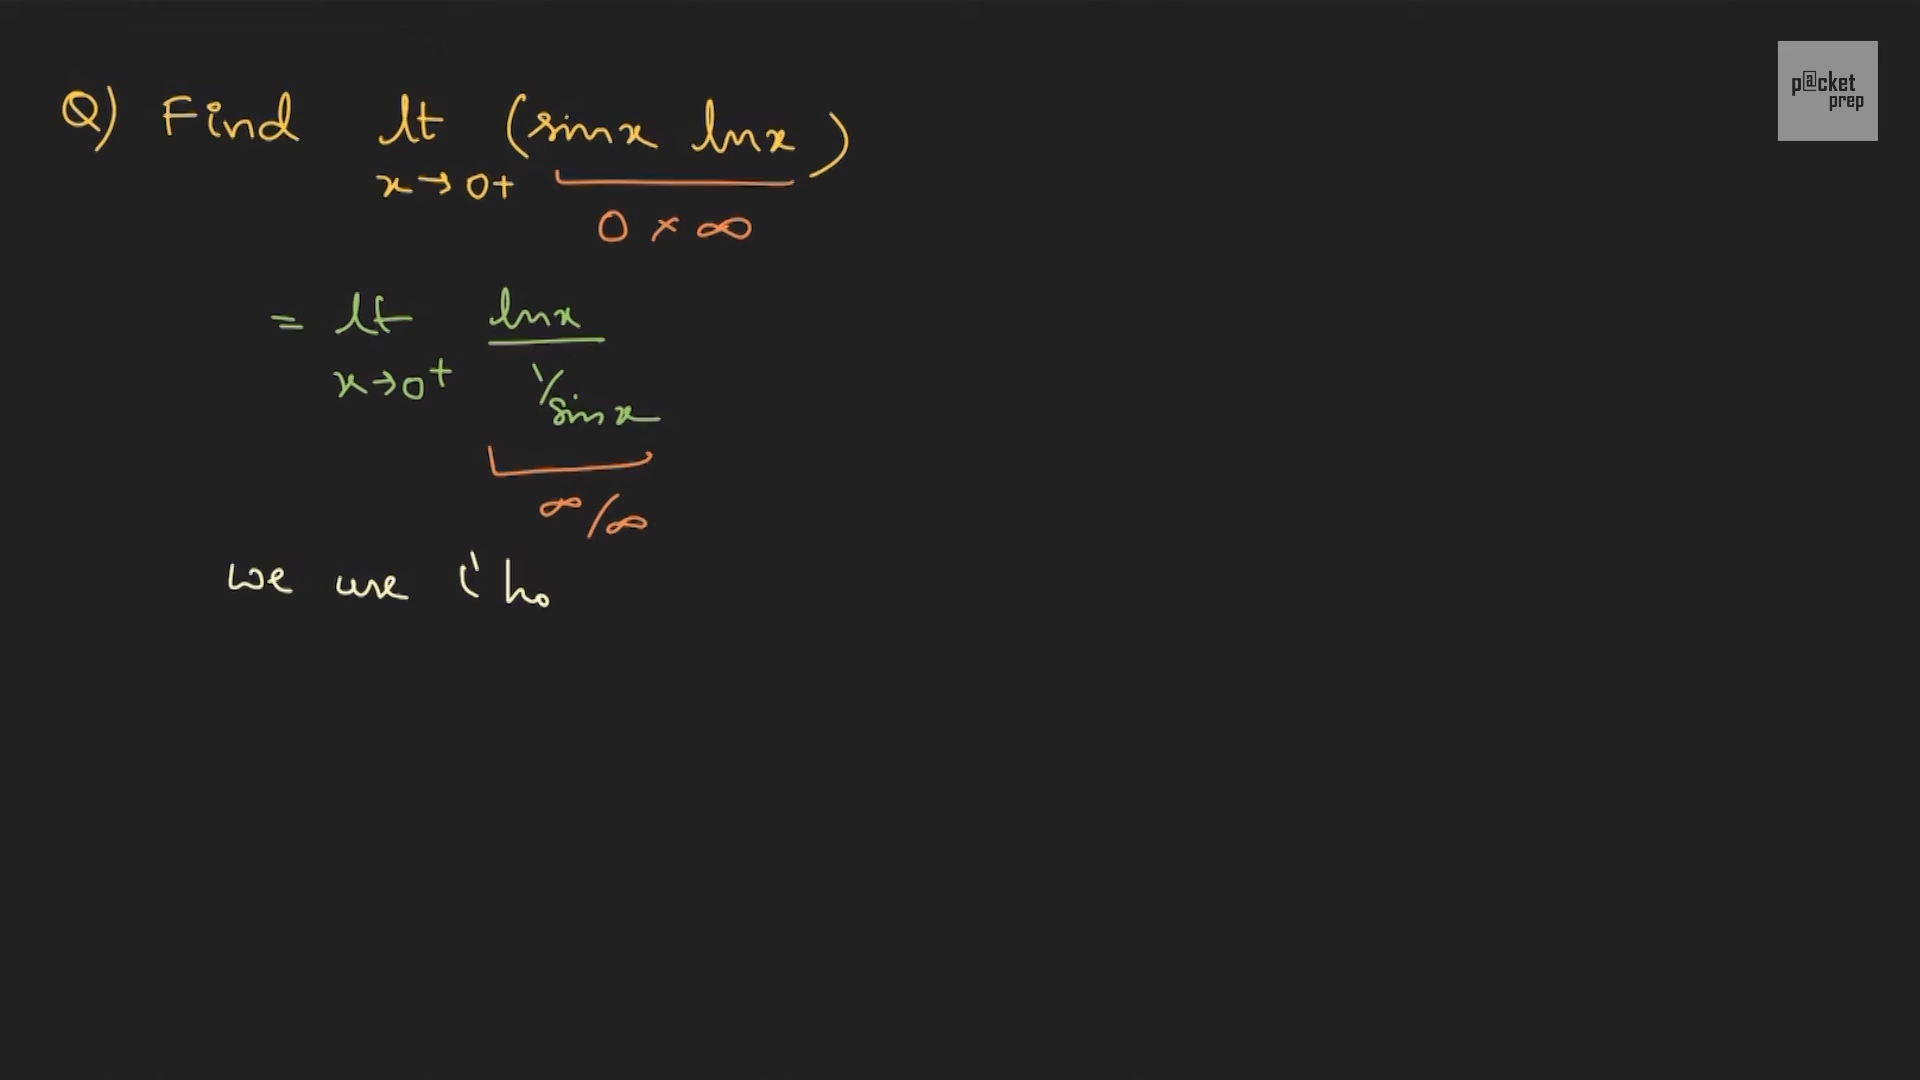 Q) Find lt (sinx lnx)
x→0+
0 × ∞
= lt lnx
x→0+ 1/sinx
∞/∞
we use l'ho
p@cket
prep